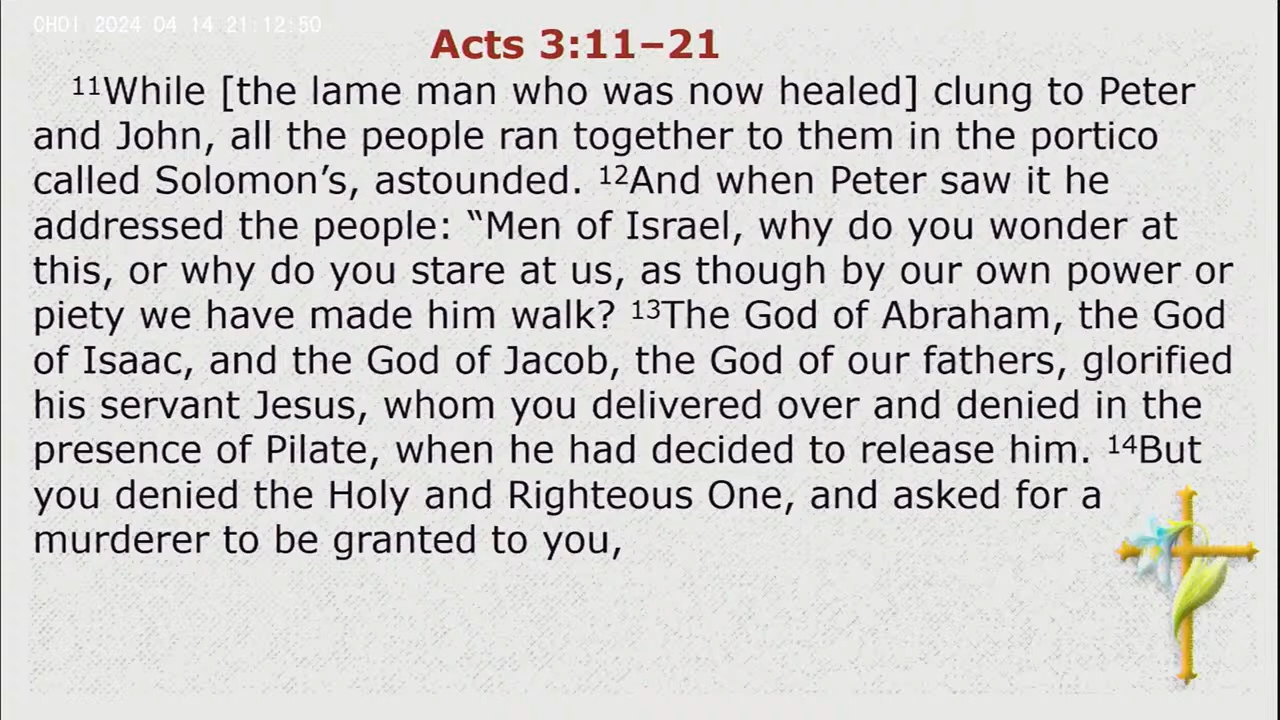 CH01 2024 04 14 21:12:50
Acts 3:11–21
11While [the lame man who was now healed] clung to Peter
and John, all the people ran together to them in the portico
called Solomon’s, astounded. 12And when Peter saw it he
addressed the people: “Men of Israel, why do you wonder at
this, or why do you stare at us, as though by our own power or
piety we have made him walk? 13The God of Abraham, the God
of Isaac, and the God of Jacob, the God of our fathers, glorified
his servant Jesus, whom you delivered over and denied in the
presence of Pilate, when he had decided to release him. 14But
you denied the Holy and Righteous One, and asked for a
murderer to be granted to you,